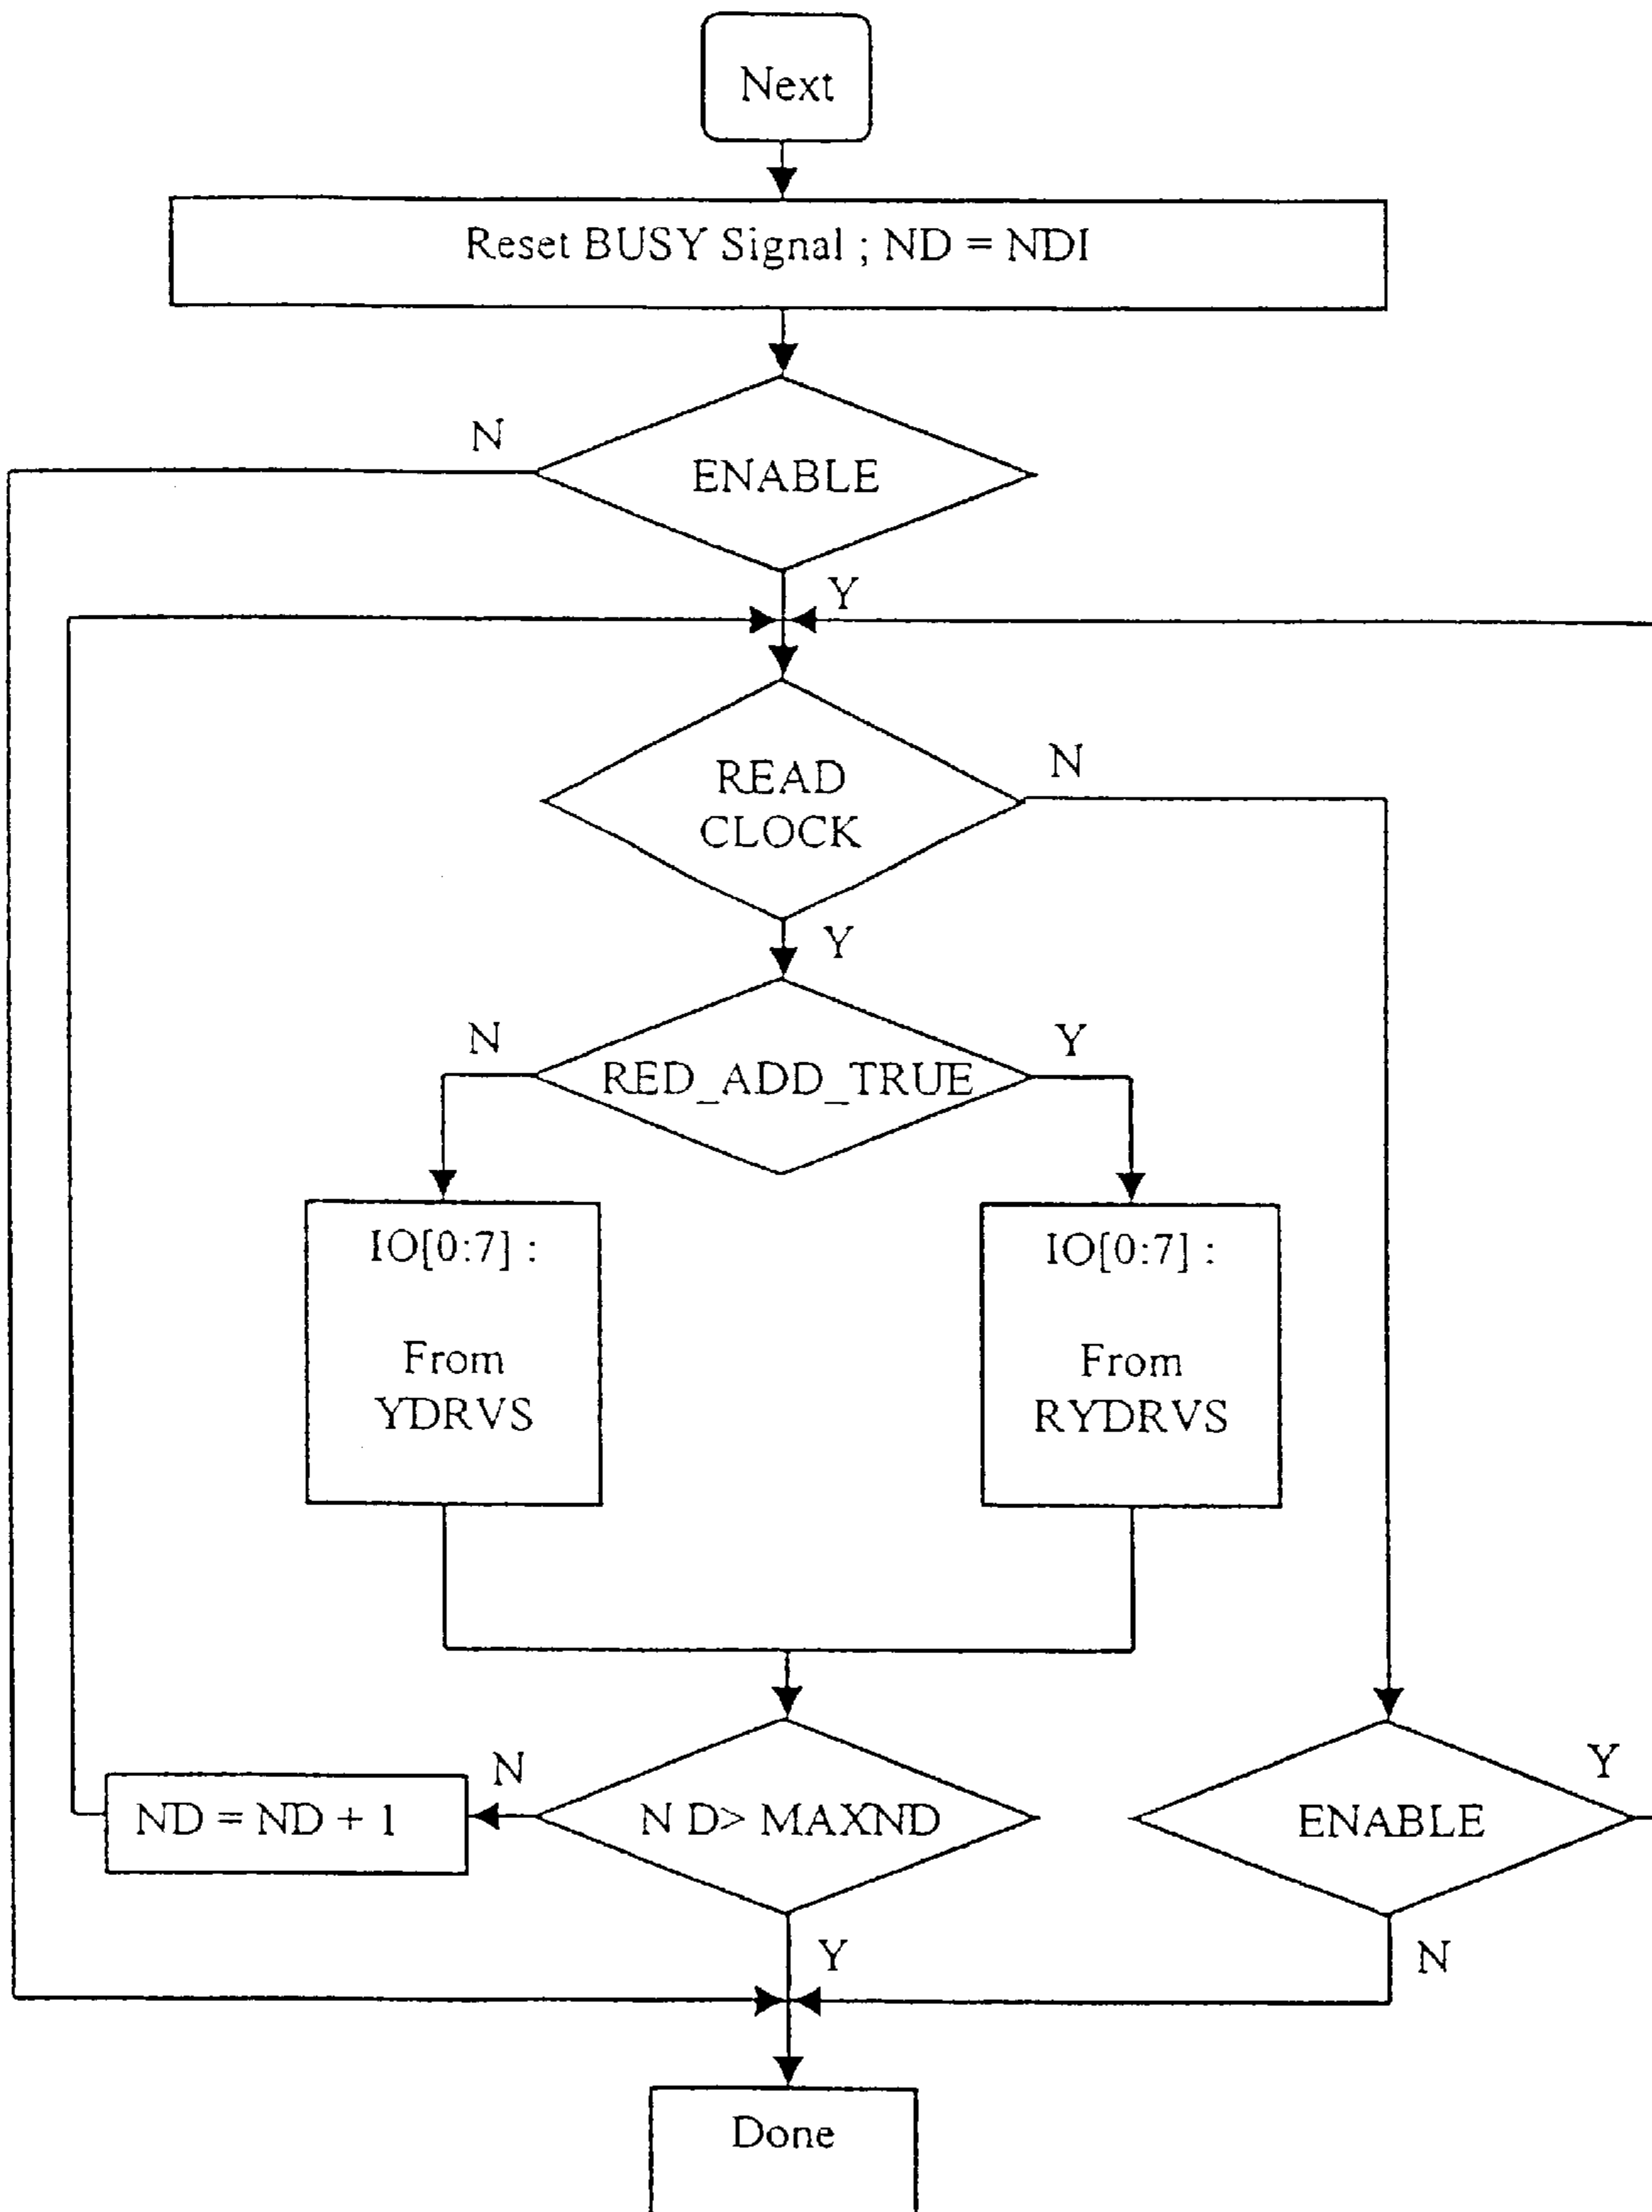 Next
Reset BUSY Signal ; ND = NDI
N
ENABLE
Y
READ
CLOCK
N
Y
N
RED_ADD_TRUE
Y
IO[0:7] :
From
YDRVS
IO[0:7] :
From
RYDRVS
ND = ND + 1
N
N D> MAXND
Y
ENABLE
Y
N
Done